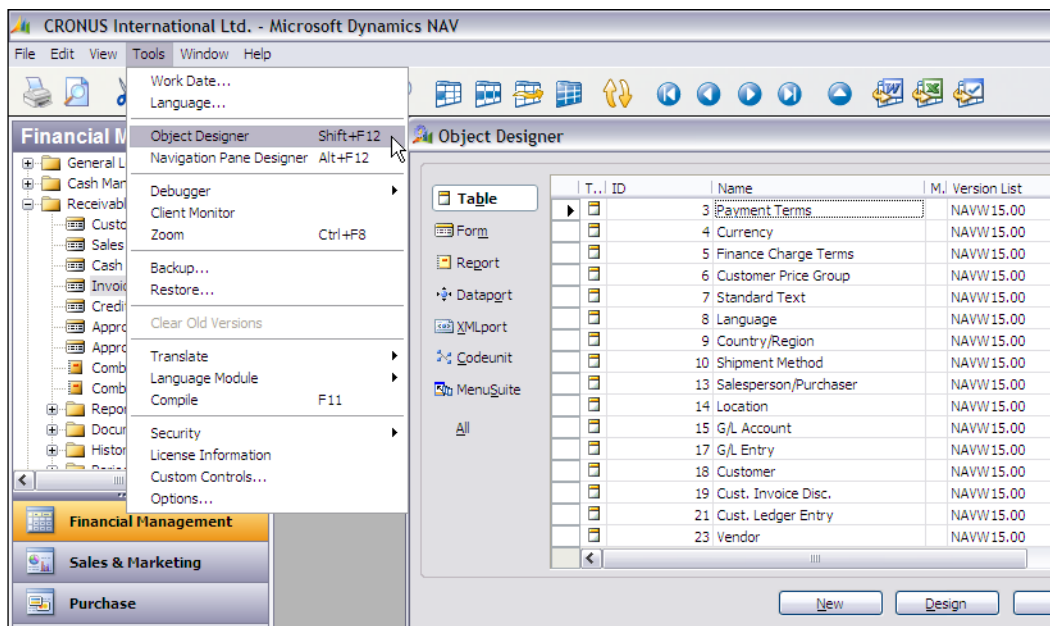 CRONUS International Ltd. - Microsoft Dynamics NAV
File Edit View Tools Window Help
Work Date...
Language...
Object Designer Shift+F12
Navigation Pane Designer Alt+F12
Debugger
Client Monitor
Zoom Ctrl+F8
Backup...
Restore...
Clear Old Versions
Translate
Language Module
Compile F11
Security
License Information
Custom Controls...
Options...
Financial M
General L
Cash Man
Receivabl
Custo
Sales
Cash
Invoic
Credi
Appro
Appro
Comb
Comb
Repor
Docum
Histor
Financial Management
Sales & Marketing
Purchase
Object Designer
Table
Form
Report
Dataport
XMLport
Codeunit
MenuSuite
All
T... ID Name M. Version List
3 Payment Terms NAVW15.00
4 Currency NAVW15.00
5 Finance Charge Terms NAVW15.00
6 Customer Price Group NAVW15.00
7 Standard Text NAVW15.00
8 Language NAVW15.00
9 Country/Region NAVW15.00
10 Shipment Method NAVW15.00
13 Salesperson/Purchaser NAVW15.00
14 Location NAVW15.00
15 G/L Account NAVW15.00
17 G/L Entry NAVW15.00
18 Customer NAVW15.00
19 Cust. Invoice Disc. NAVW15.00
21 Cust. Ledger Entry NAVW15.00
23 Vendor NAVW15.00
New Design